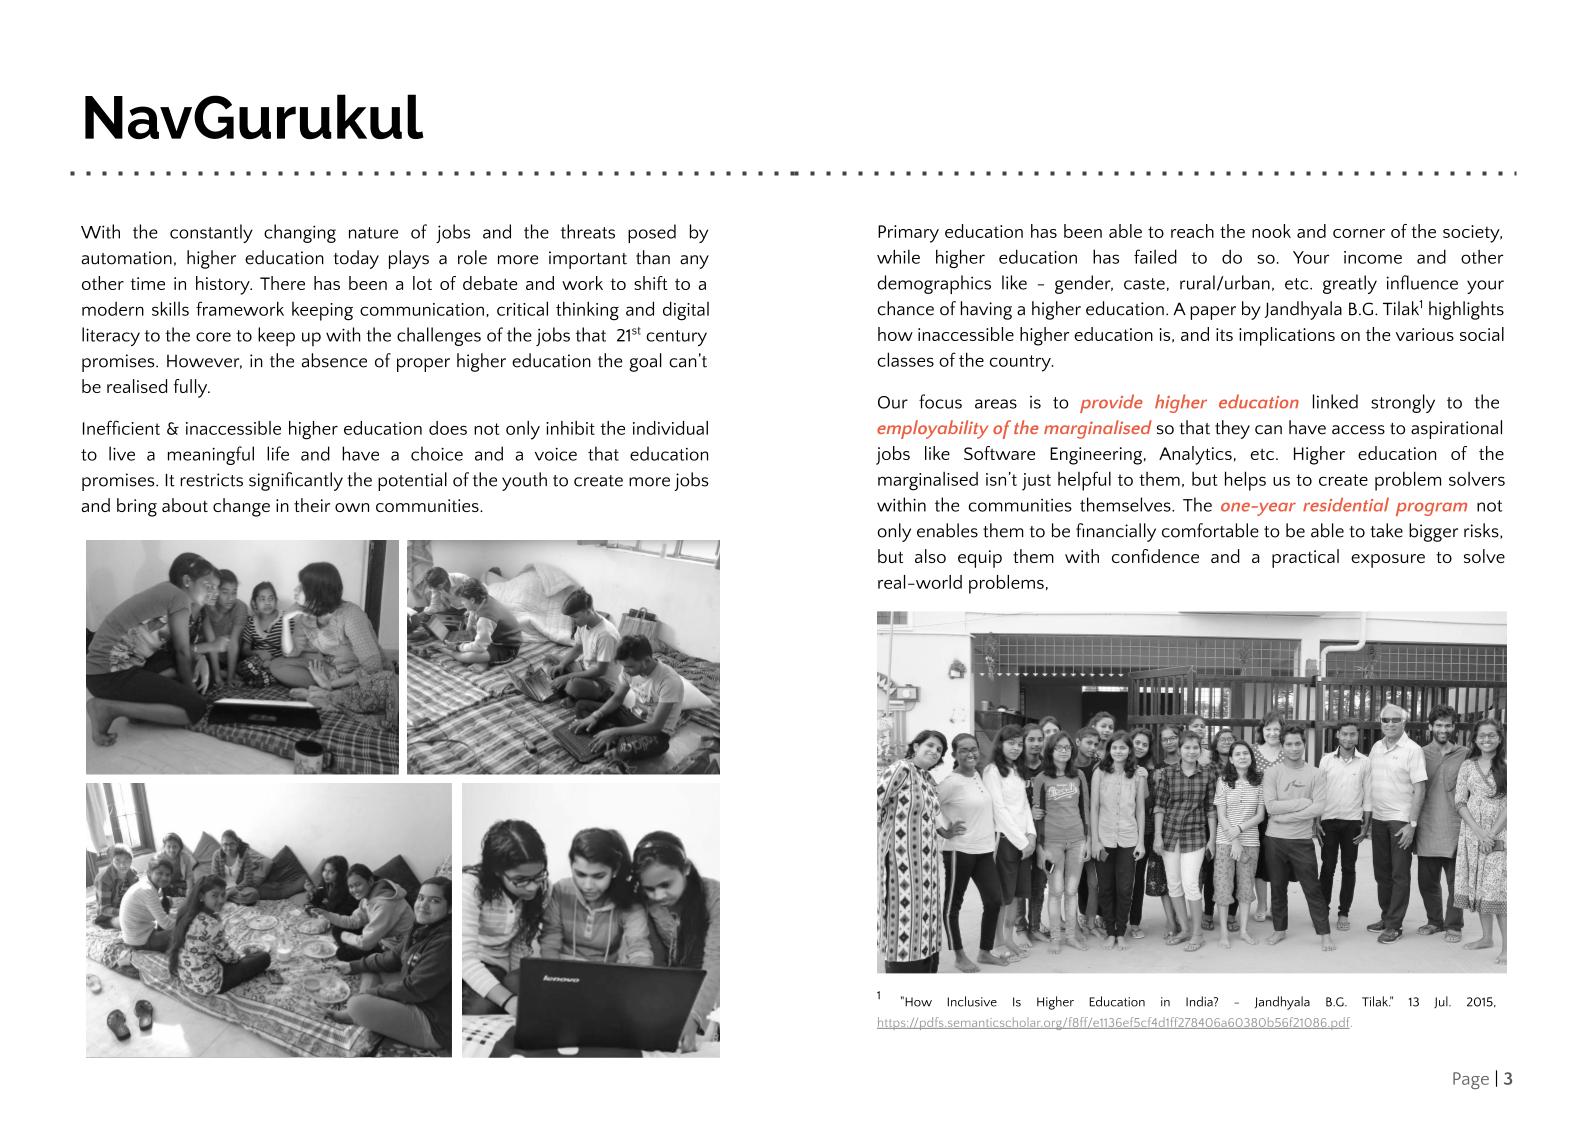 NavGurukul
With the constantly changing nature of jobs and the threats posed by
automation, higher education today plays a role more important than any
other time in history. There has been a lot of debate and work to shift to a
modern skills framework keeping communication, critical thinking and digital
literacy to the core to keep up with the challenges of the jobs that 21st century
promises. However, in the absence of proper higher education the goal can't
be realised fully.
Inefficient & inaccessible higher education does not only inhibit the individual
to live a meaningful life and have a choice and a voice that education
promises. It restricts significantly the potential of the youth to create more jobs
and bring about change in their own communities.
lenovo
Primary education has been able to reach the nook and corner of the society,
while higher education has failed to do so. Your income and other
demographics like - gender, caste, rural/urban, etc. greatly influence your
chance of having a higher education. A paper by Jandhyala B.G. Tilak1 highlights
how inaccessible higher education is, and its implications on the various social
classes of the country.
Our focus areas is to provide higher education linked strongly to the
employability of the marginalised so that they can have access to aspirational
jobs like Software Engineering, Analytics, etc. Higher education of the
marginalised isn't just helpful to them, but helps us to create problem solvers
within the communities themselves. The one-year residential program not
only enables them to be financially comfortable to be able to take bigger risks,
but also equip them with confidence and a practical exposure to solve
real-world problems,
1 "How Inclusive Is Higher Education in India? - Jandhyala B.G. Tilak." 13 Jul. 2015,
https://pdfs.semanticscholar.org/f8ff/e1136ef5cf4d1ff278406a60380b56f21086.pdf.
Page | 3